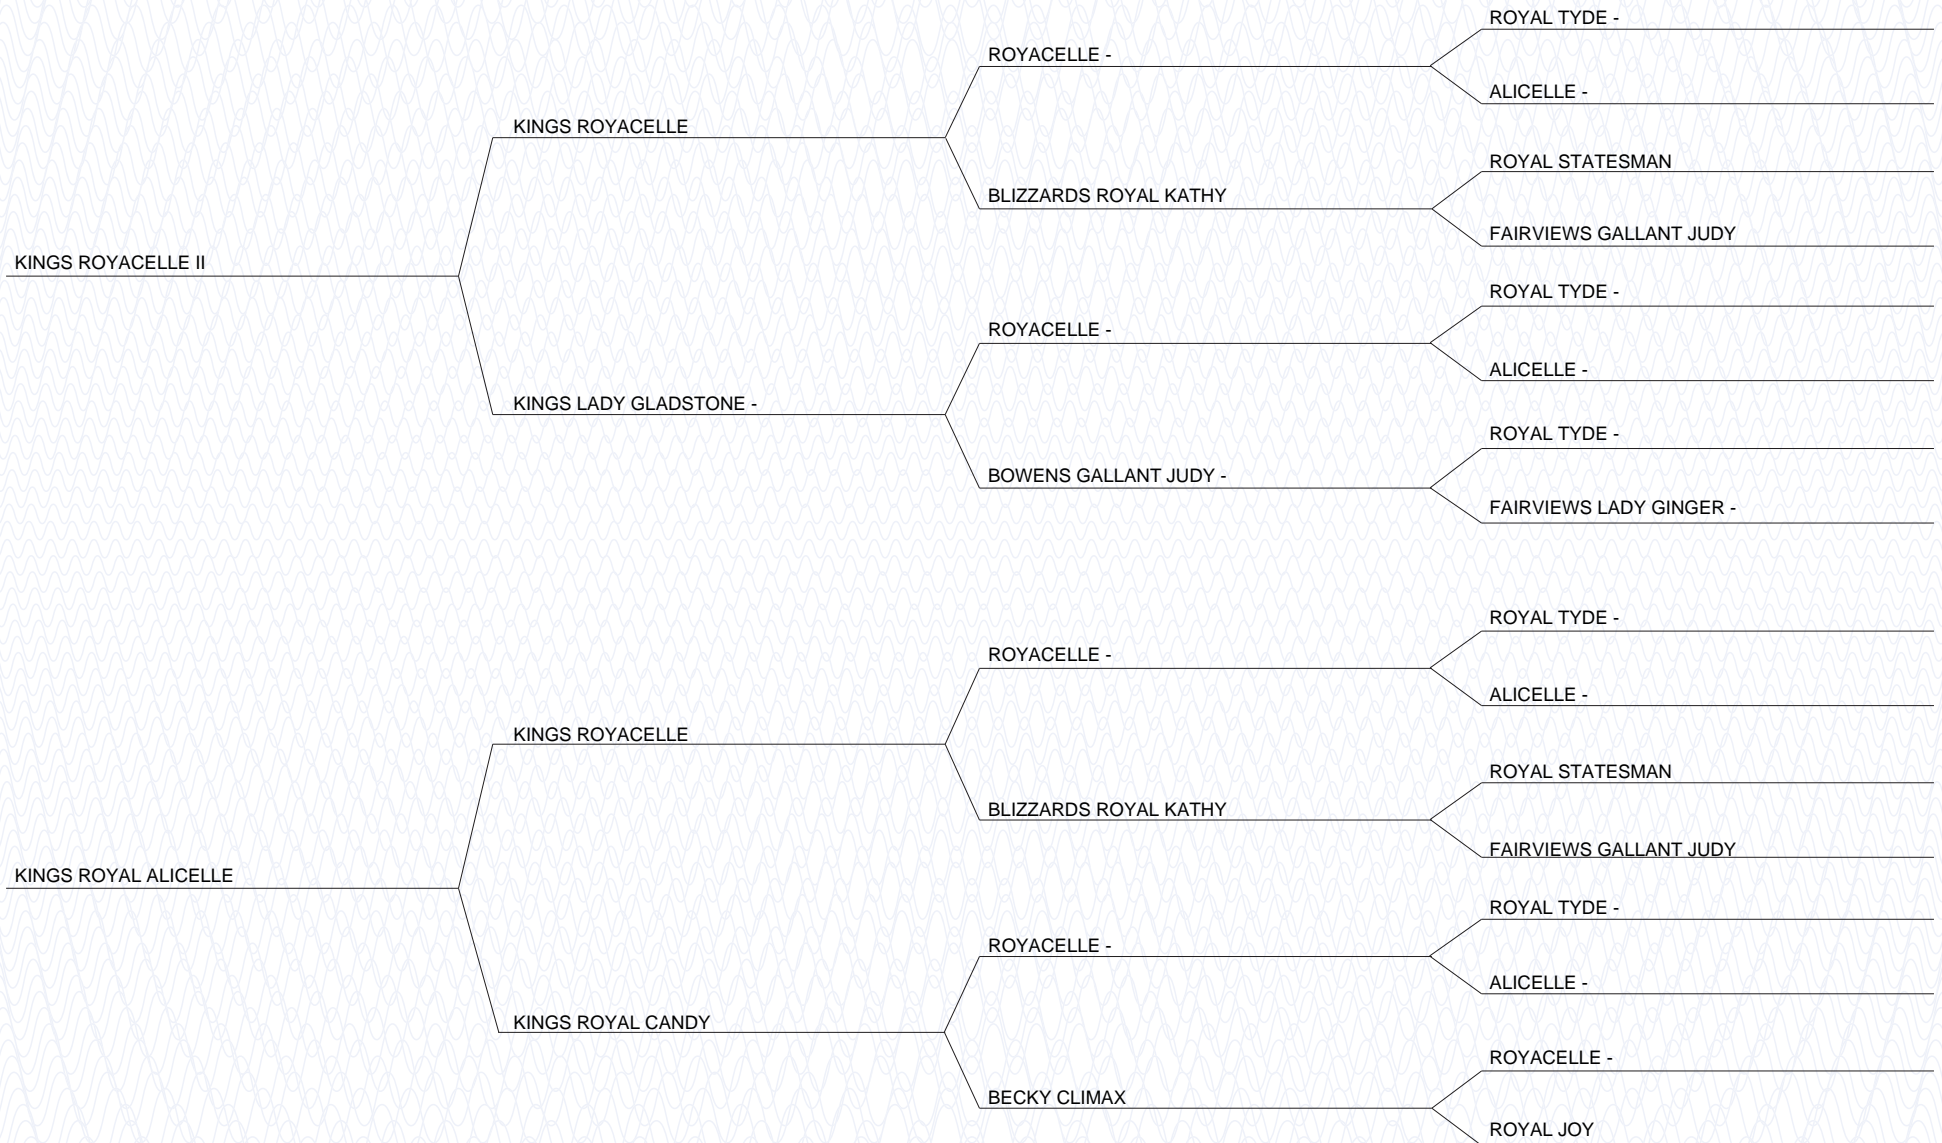 ROYAL TYDE -
ROYACELLE -
ALICELLE -
KINGS ROYACELLE
ROYAL STATESMAN
BLIZZARDS ROYAL KATHY
FAIRVIEWS GALLANT JUDY
KINGS ROYACELLE II
ROYAL TYDE -
ROYACELLE -
ALICELLE -
KINGS LADY GLADSTONE -
ROYAL TYDE -
BOWENS GALLANT JUDY -
FAIRVIEWS LADY GINGER -
ROYAL TYDE -
ROYACELLE -
ALICELLE -
KINGS ROYACELLE
ROYAL STATESMAN
BLIZZARDS ROYAL KATHY
FAIRVIEWS GALLANT JUDY
KINGS ROYAL ALICELLE
ROYAL TYDE -
ROYACELLE -
ALICELLE -
KINGS ROYAL CANDY
ROYACELLE -
BECKY CLIMAX
ROYAL JOY